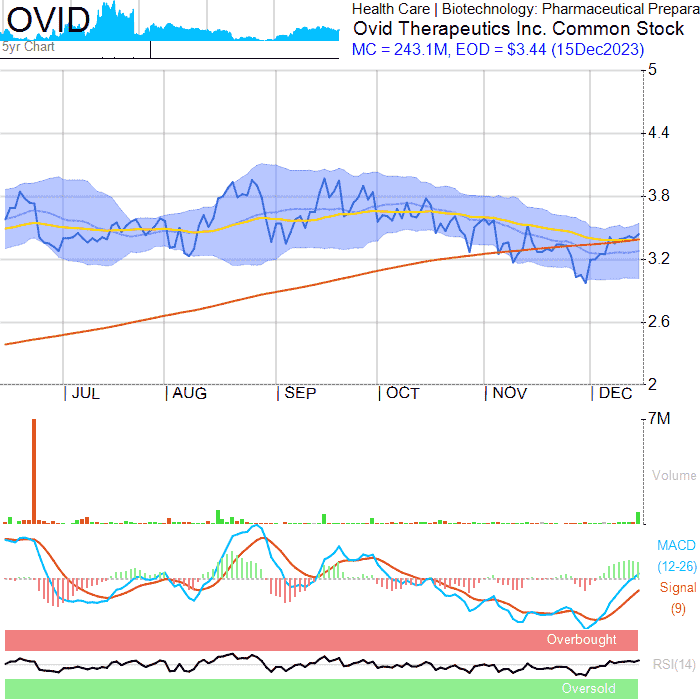 OVID
5yr Chart
Health Care | Biotechnology: Pharmaceutical Prepara
Ovid Therapeutics Inc. Common Stock
MC = 243.1M, EOD = $3.44 (15Dec2023)
5
4.4
3.8
3.2
2.6
2
| JUL | AUG | SEP | OCT | NOV | DEC
7M
Volume
MACD
(12-26)
Signal
(9)
Overbought
RSI(14)
Oversold